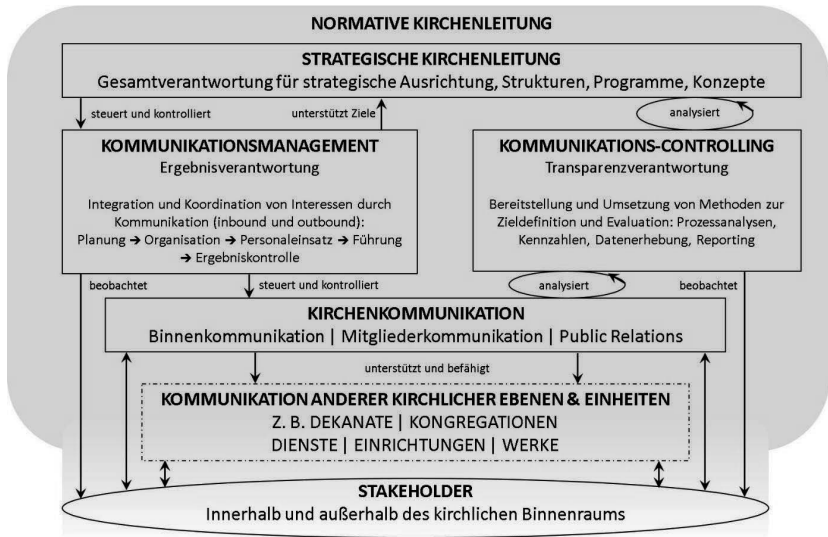 NORMATIVE KIRCHENLEITUNG
STRATEGISCHE KIRCHENLEITUNG
Gesamtverantwortung für strategische Ausrichtung, Strukturen, Programme, Konzepte
steuert und kontrolliert
unterstützt Ziele
analysiert
KOMMUNIKATIONSMANAGEMENT
Ergebnisverantwortung
Integration und Koordination von Interessen durch
Kommunikation (inbound und outbound):
Planung → Organisation → Personaleinsatz → Führung
→ Ergebniskontrolle
KOMMUNIKATIONS-CONTROLLING
Transparenzverantwortung
Bereitstellung und Umsetzung von Methoden zur
Zieldefinition und Evaluation: Prozessanalysen,
Kennzahlen, Datenerhebung, Reporting
beobachtet
steuert und kontrolliert
analysiert
beobachtet
KIRCHENKOMMUNIKATION
Binnenkommunikation | Mitgliederkommunikation | Public Relations
unterstützt und befähigt
KOMMUNIKATION ANDERER KIRCHLICHER EBENEN & EINHEITEN
Z. B. DEKANATE | KONGREGATIONEN
DIENSTE | EINRICHTUNGEN | WERKE
STAKEHOLDER
Innerhalb und außerhalb des kirchlichen Binnenraums